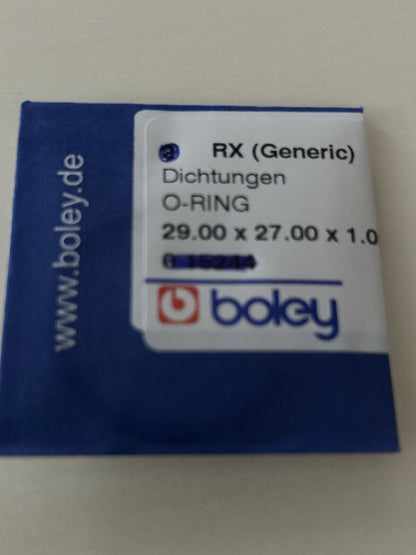 RX (Generic)
Dichtungen
O-RING
29.00 x 27.00 x 1.0
boley
www.boley.de